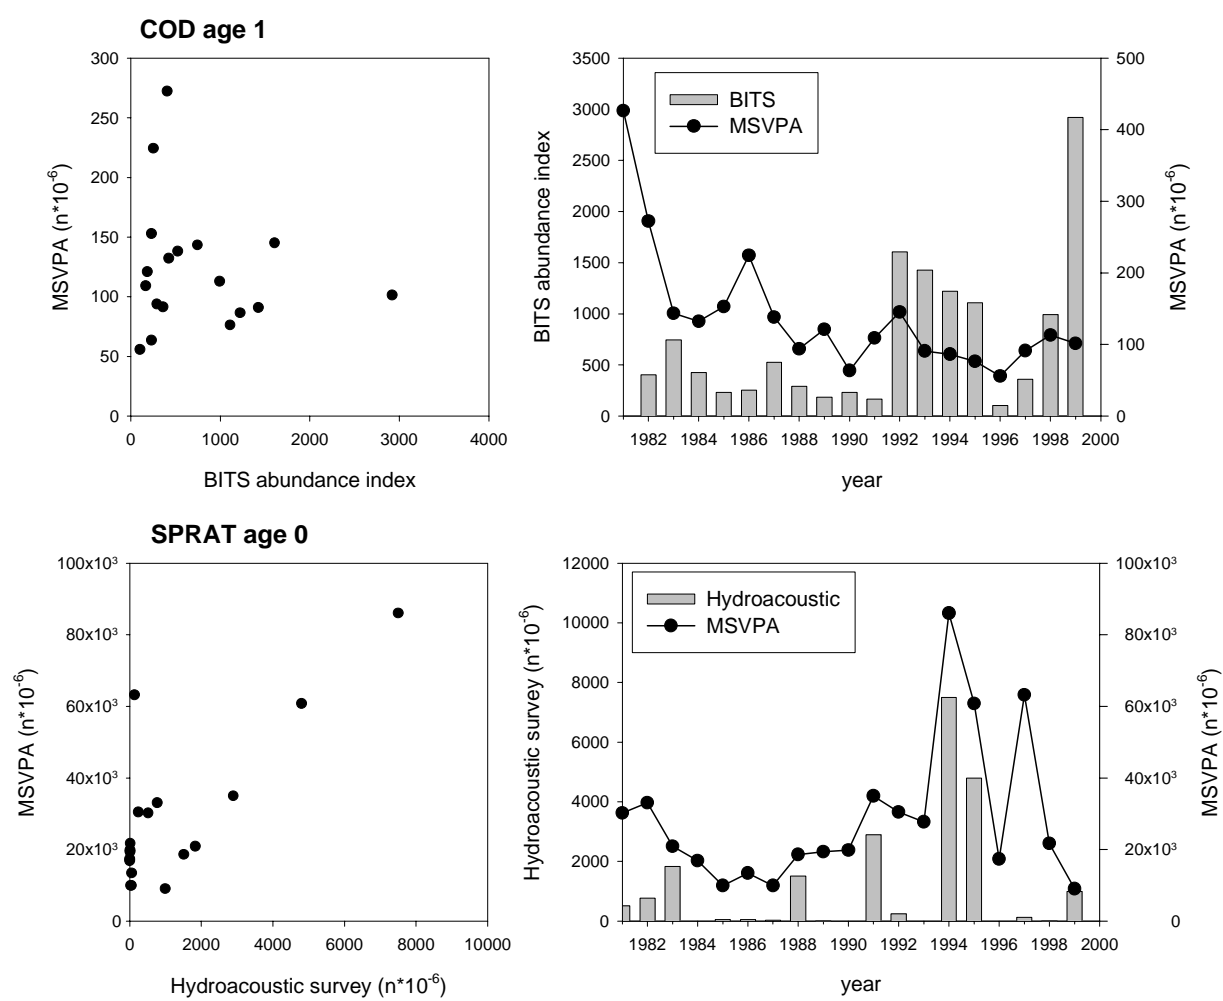 COD age 1
300
250
200
150
100
50
0
MSVPA (n*10⁻⁶)
0 1000 2000 3000 4000
BITS abundance index
3500
3000
2500
2000
1500
1000
500
0
BITS abundance index
BITS
MSVPA
500
400
300
200
100
0
MSVPA (n*10⁻⁶)
1982 1984 1986 1988 1990 1992 1994 1996 1998 2000
year
SPRAT age 0
100x10³
80x10³
60x10³
40x10³
20x10³
0
MSVPA (n*10⁻⁶)
0 2000 4000 6000 8000 10000
Hydroacoustic survey (n*10⁻⁶)
12000
10000
8000
6000
4000
2000
0
Hydroacoustic survey (n*10⁻⁶)
Hydroacoustic
MSVPA
100x10³
80x10³
60x10³
40x10³
20x10³
0
MSVPA (n*10⁻⁶)
1982 1984 1986 1988 1990 1992 1994 1996 1998 2000
year